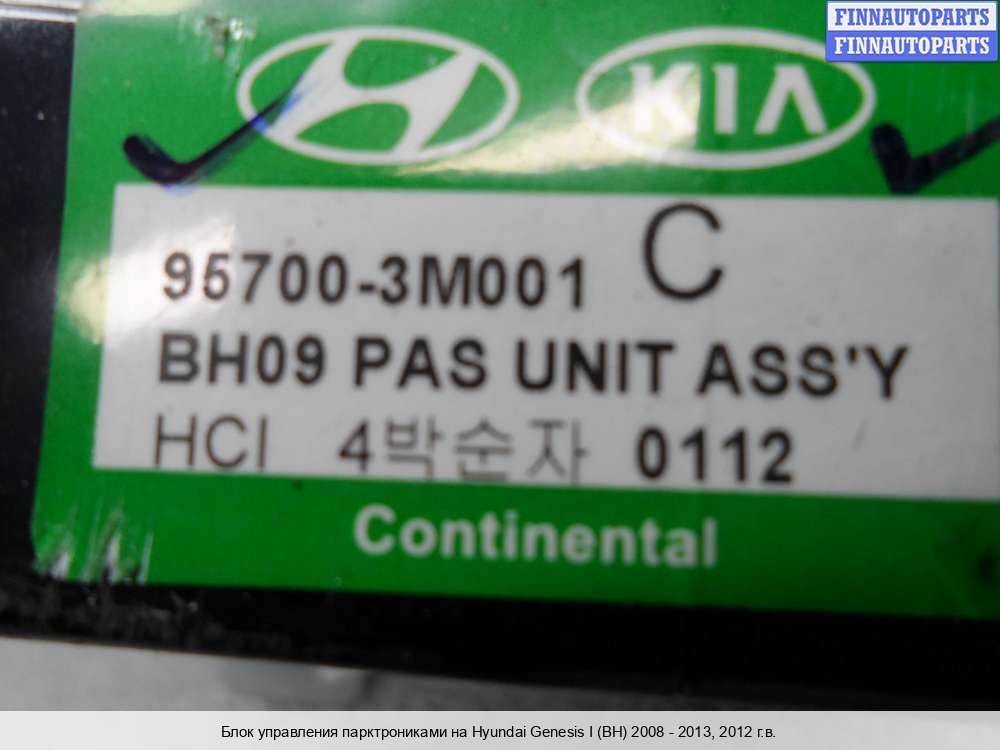 FINNAUTOPARTS
FINNAUTOPARTS
KIA
95700-3M001 C
BH09 PAS UNIT ASS'Y
HCI 4박순자 0112
Continental
Блок управления парктрониками на Hyundai Genesis I (BH) 2008 - 2013, 2012 г.в.